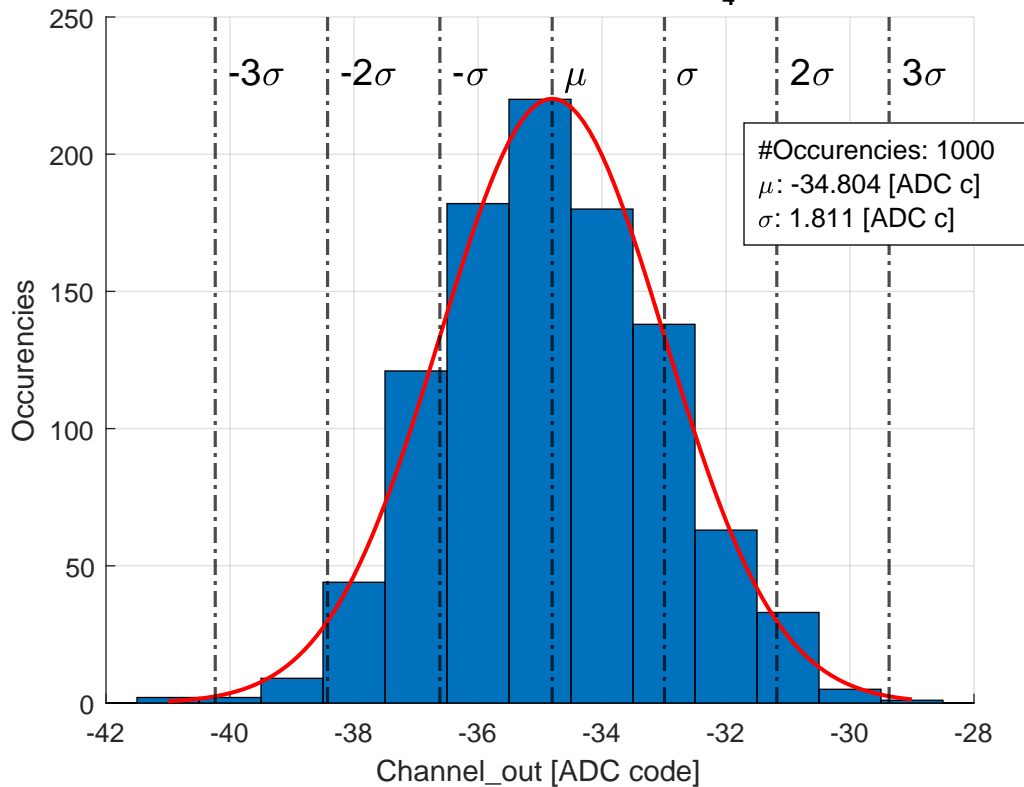 4
250
200
150
100
50
0
-3σ
-2σ
-σ
μ
σ
2σ
3σ
#Occurencies: 1000
μ: -34.804 [ADC c]
σ: 1.811 [ADC c]
Occurencies
-42
-40
-38
-36
-34
-32
-30
-28
Channel_out [ADC code]